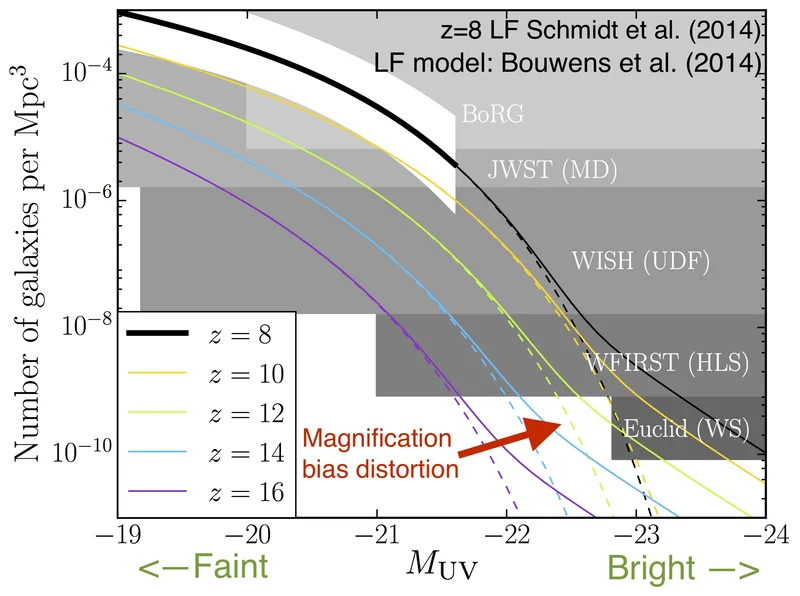 z=8 LF Schmidt et al. (2014)
LF model: Bouwens et al. (2014)
BoRG
JWST (MD)
WISH (UDF)
WFIRST (HLS)
Euclid (WS)
Number of galaxies per Mpc³
10⁻⁴
10⁻⁶
10⁻⁸
10⁻¹⁰
z = 8
z = 10
z = 12
z = 14
z = 16
Magnification
bias distortion
−19
−20
−21
−22
−23
−24
<—Faint
M_UV
Bright —>